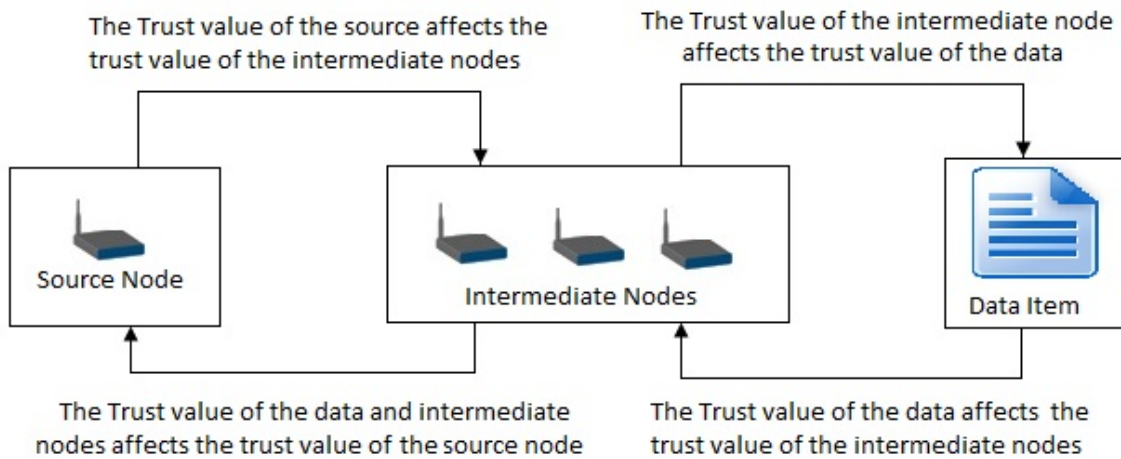 The Trust value of the source affects the
trust value of the intermediate nodes
The Trust value of the intermediate node
affects the trust value of the data
Source Node
Intermediate Nodes
Data Item
The Trust value of the data and intermediate
nodes affects the trust value of the source node
The Trust value of the data affects the
trust value of the intermediate nodes